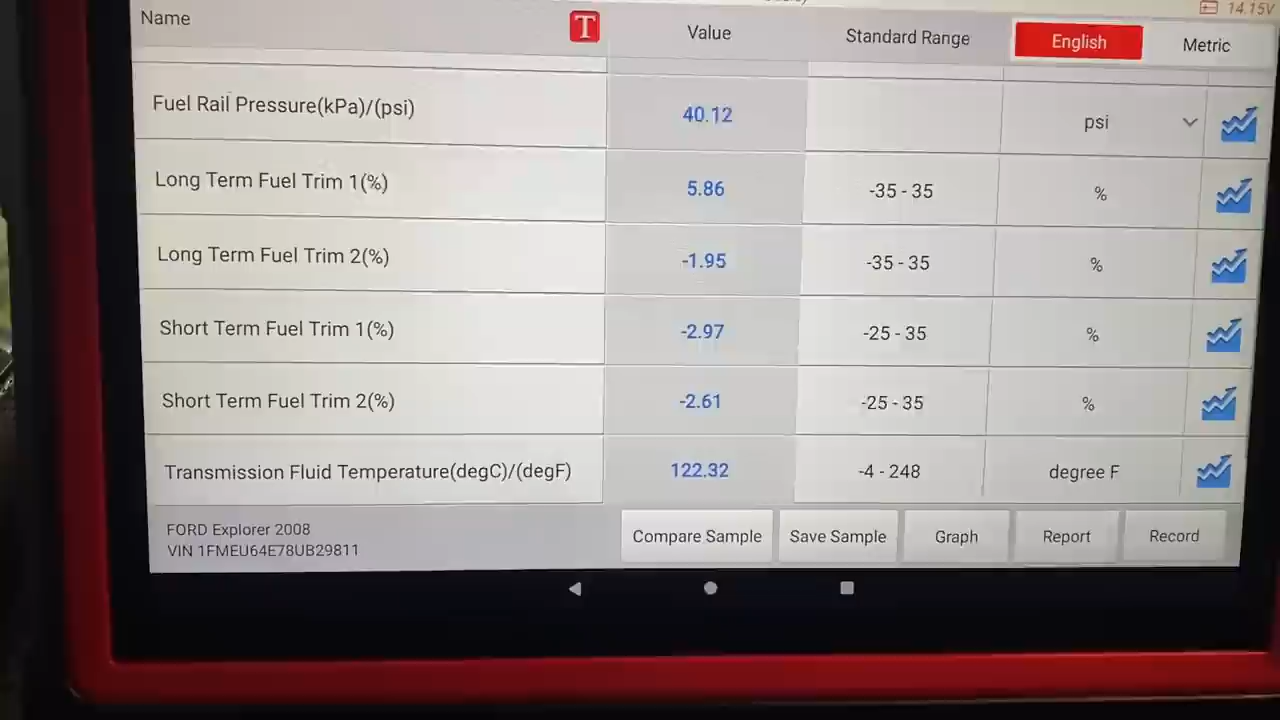 14.15V
Name T Value Standard Range English Metric
Fuel Rail Pressure(kPa)/(psi) 40.12 psi
Long Term Fuel Trim 1(%) 5.86 -35 - 35 %
Long Term Fuel Trim 2(%) -1.95 -35 - 35 %
Short Term Fuel Trim 1(%) -2.97 -25 - 35 %
Short Term Fuel Trim 2(%) -2.61 -25 - 35 %
Transmission Fluid Temperature(degC)/(degF) 122.32 -4 - 248 degree F
FORD Explorer 2008
VIN 1FMEU64E78UB29811
Compare Sample Save Sample Graph Report Record